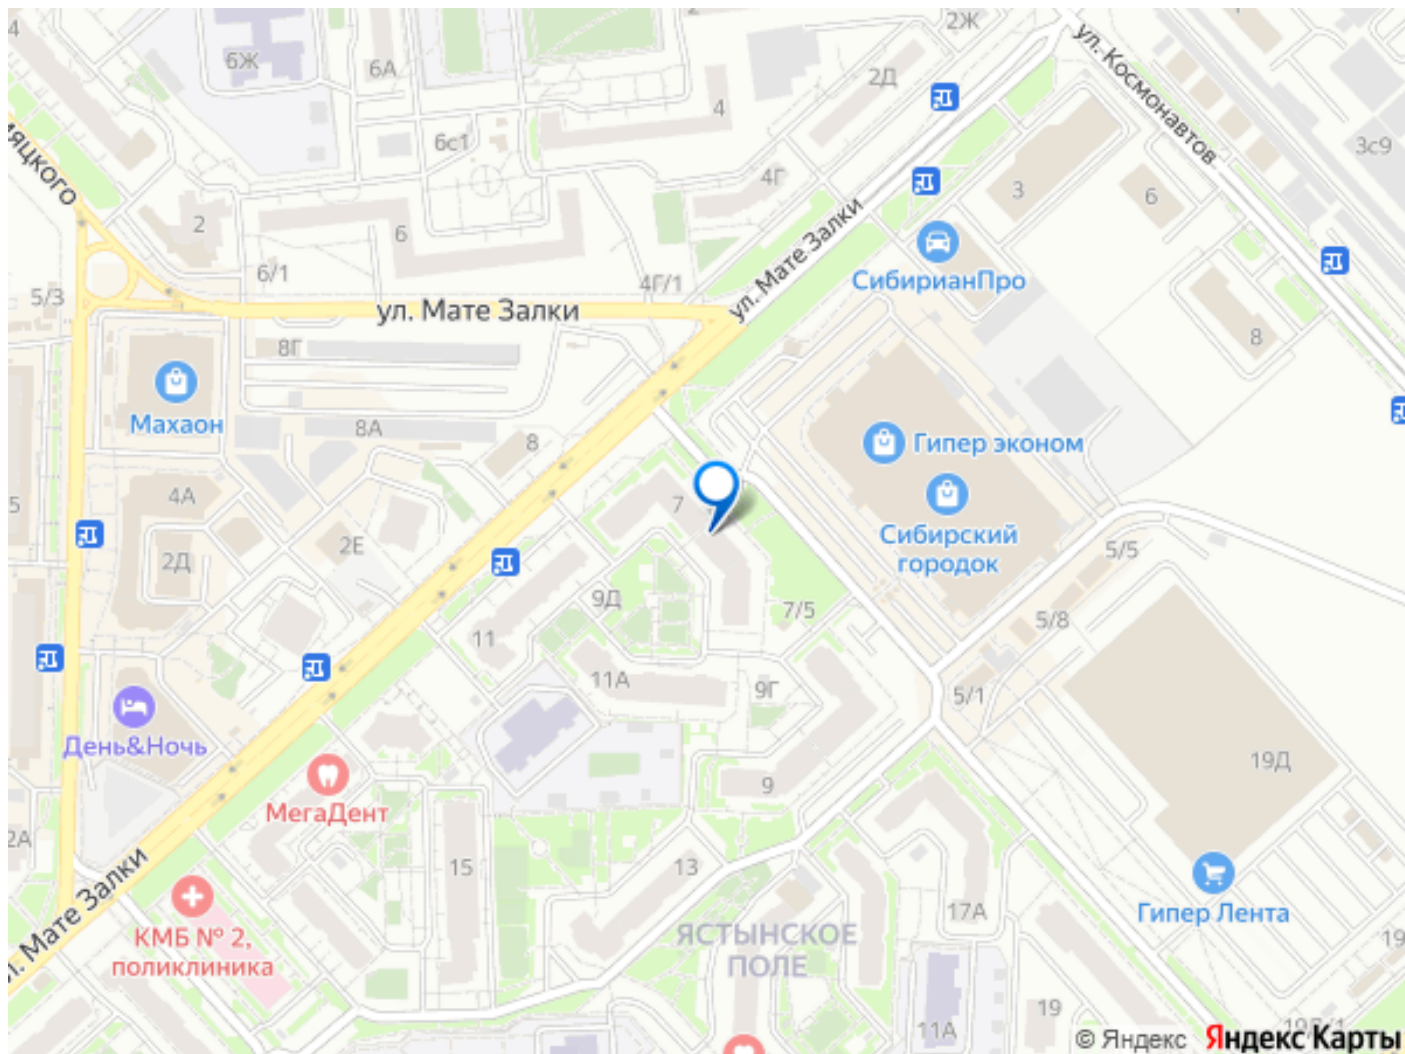 2Ж
ул. Космонавтов
4
6Ж
6А
2Д
4
6с1
3с9
4Г
3
6
2
6
ул. Мате Залки
СибирианПро
6/1
4Г/1
5/3
ул. Мате Залки
8Г
8
Махаон
8А
8
Гипер эконом
4А
7
5
Сибирский
городок
2Е
2Д
5/5
9Д
7/5
5/8
11
11А
9Г
5/1
День&Ночь
19Д
9
МегаДент
2А
15
13
ул. Мате Залки
17А
Гипер Лента
КМБ № 2,
поликлиника
ЯСТЫНСКОЕ
ПОЛЕ
19
19
11А
© Яндекс Яндекс Карты